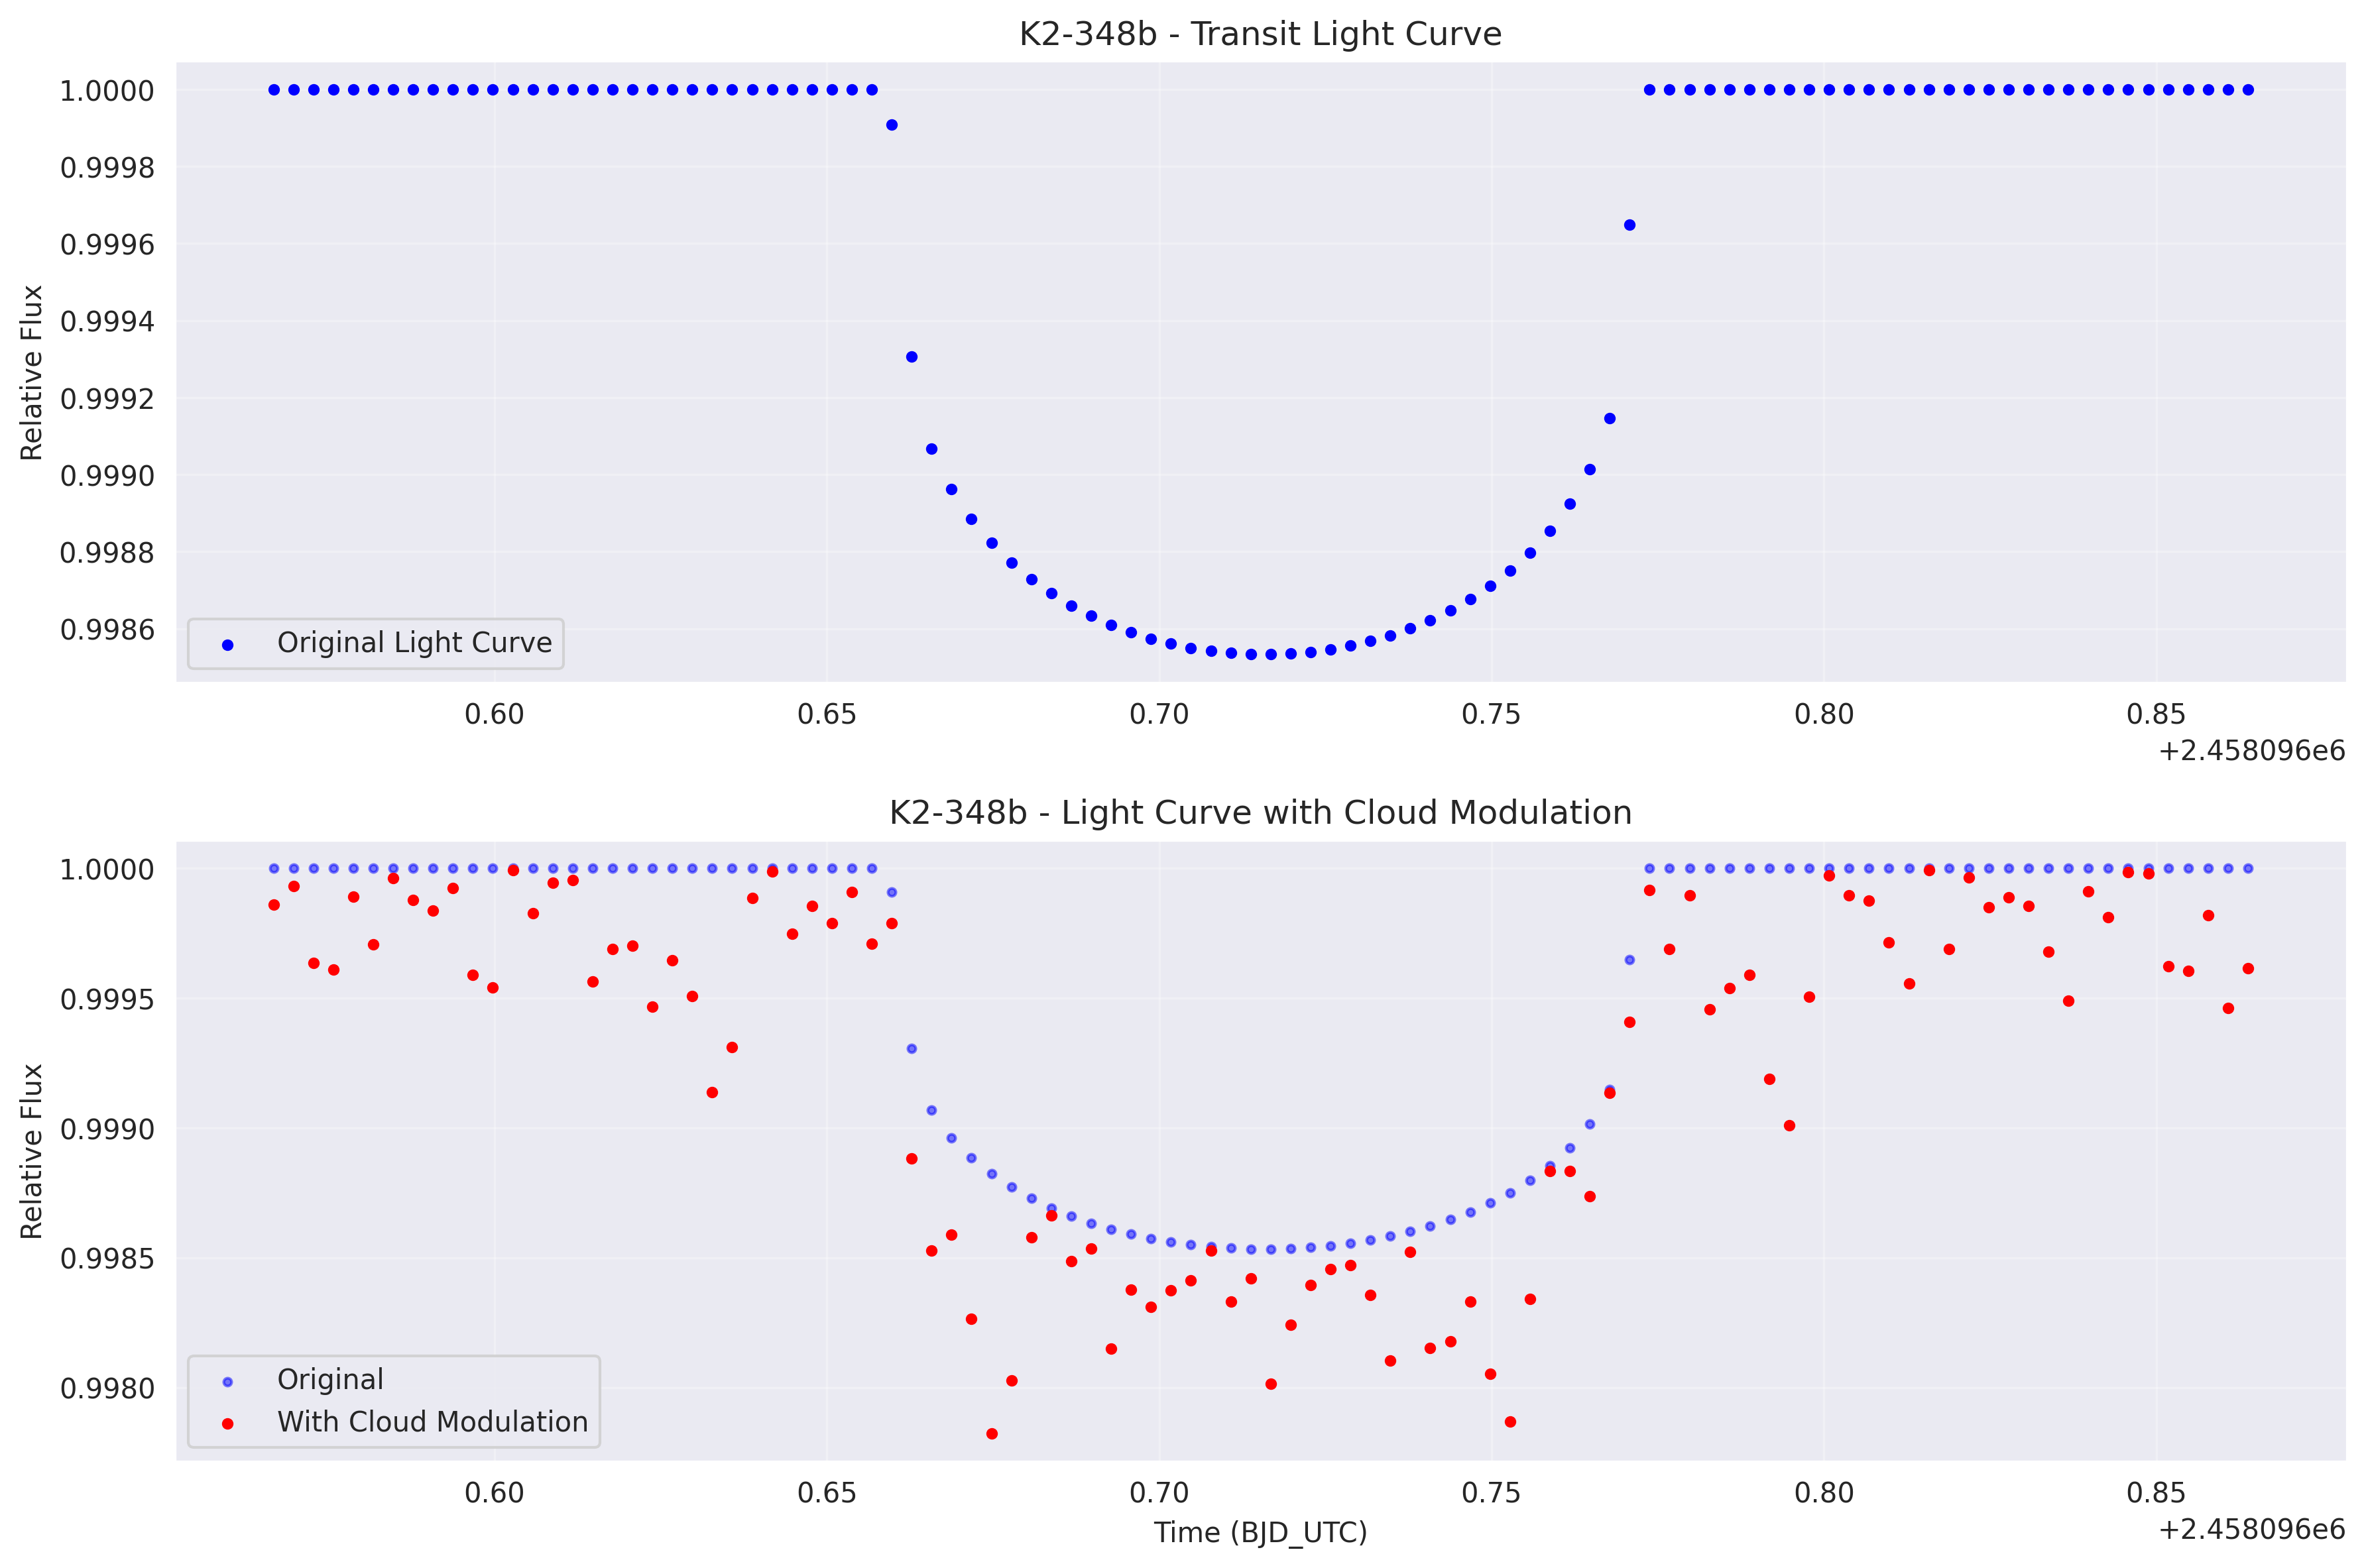 K2-348b - Transit Light Curve
Relative Flux
1.0000
0.9998
0.9996
0.9994
0.9992
0.9990
0.9988
0.9986
Original Light Curve
0.60 0.65 0.70 0.75 0.80 0.85
+2.458096e6
K2-348b - Light Curve with Cloud Modulation
Relative Flux
1.0000
0.9995
0.9990
0.9985
0.9980
Original
With Cloud Modulation
0.60 0.65 0.70 0.75 0.80 0.85
Time (BJD_UTC)
+2.458096e6